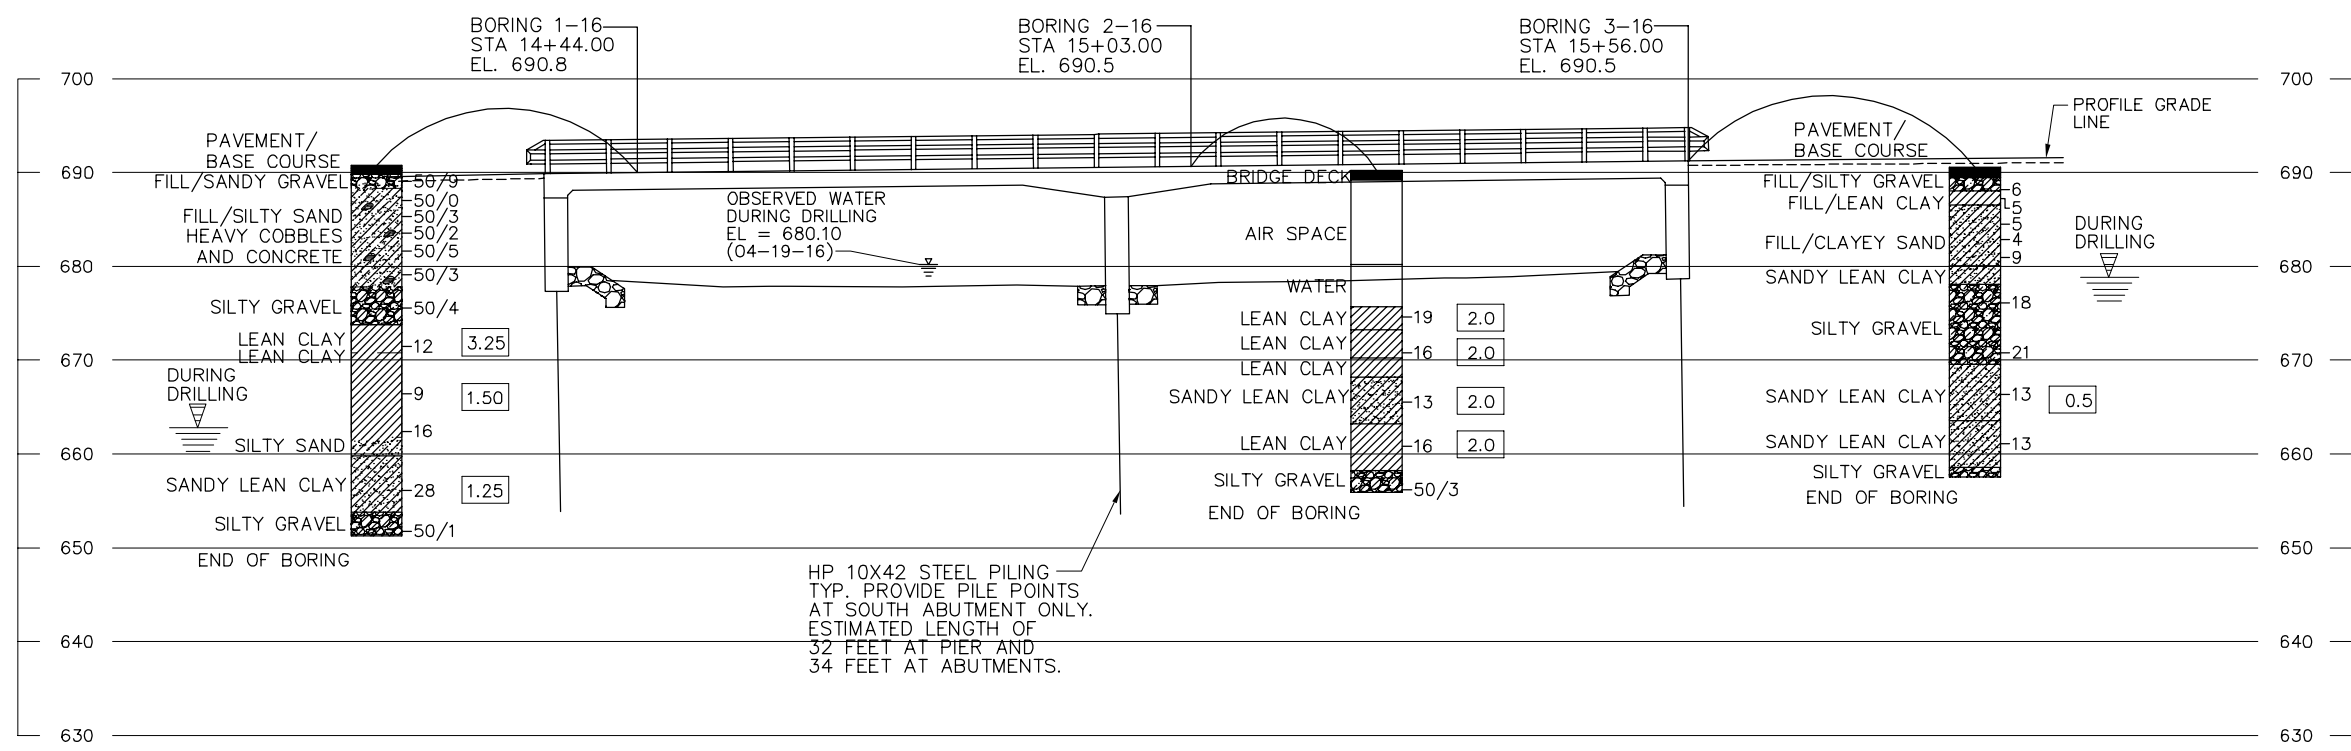 BORING 1-16
STA 14+44.00
EL. 690.8
BORING 2-16
STA 15+03.00
EL. 690.5
BORING 3-16
STA 15+56.00
EL. 690.5
700
700
690
690
680
680
670
670
660
660
650
650
640
640
630
630
PAVEMENT/
BASE COURSE
FILL/SANDY GRAVEL
FILL/SILTY SAND
HEAVY COBBLES
AND CONCRETE
SILTY GRAVEL
LEAN CLAY
LEAN CLAY
DURING
DRILLING
SILTY SAND
SANDY LEAN CLAY
SILTY GRAVEL
END OF BORING
50/9
50/0
50/3
50/2
50/5
50/3
50/4
12
3.25
9
1.50
16
28
1.25
50/1
OBSERVED WATER
DURING DRILLING
EL = 680.10
(04-19-16)
HP 10X42 STEEL PILING
TYP. PROVIDE PILE POINTS
AT SOUTH ABUTMENT ONLY.
ESTIMATED LENGTH OF
32 FEET AT PIER AND
34 FEET AT ABUTMENTS.
BRIDGE DECK
AIR SPACE
WATER
LEAN CLAY
LEAN CLAY
LEAN CLAY
SANDY LEAN CLAY
LEAN CLAY
SILTY GRAVEL
END OF BORING
19
2.0
16
2.0
13
2.0
16
2.0
50/3
PROFILE GRADE
LINE
PAVEMENT/
BASE COURSE
FILL/SILTY GRAVEL
FILL/LEAN CLAY
FILL/CLAYEY SAND
SANDY LEAN CLAY
SILTY GRAVEL
SANDY LEAN CLAY
SANDY LEAN CLAY
SILTY GRAVEL
END OF BORING
6
5
5
4
9
18
21
13
0.5
13
DURING
DRILLING